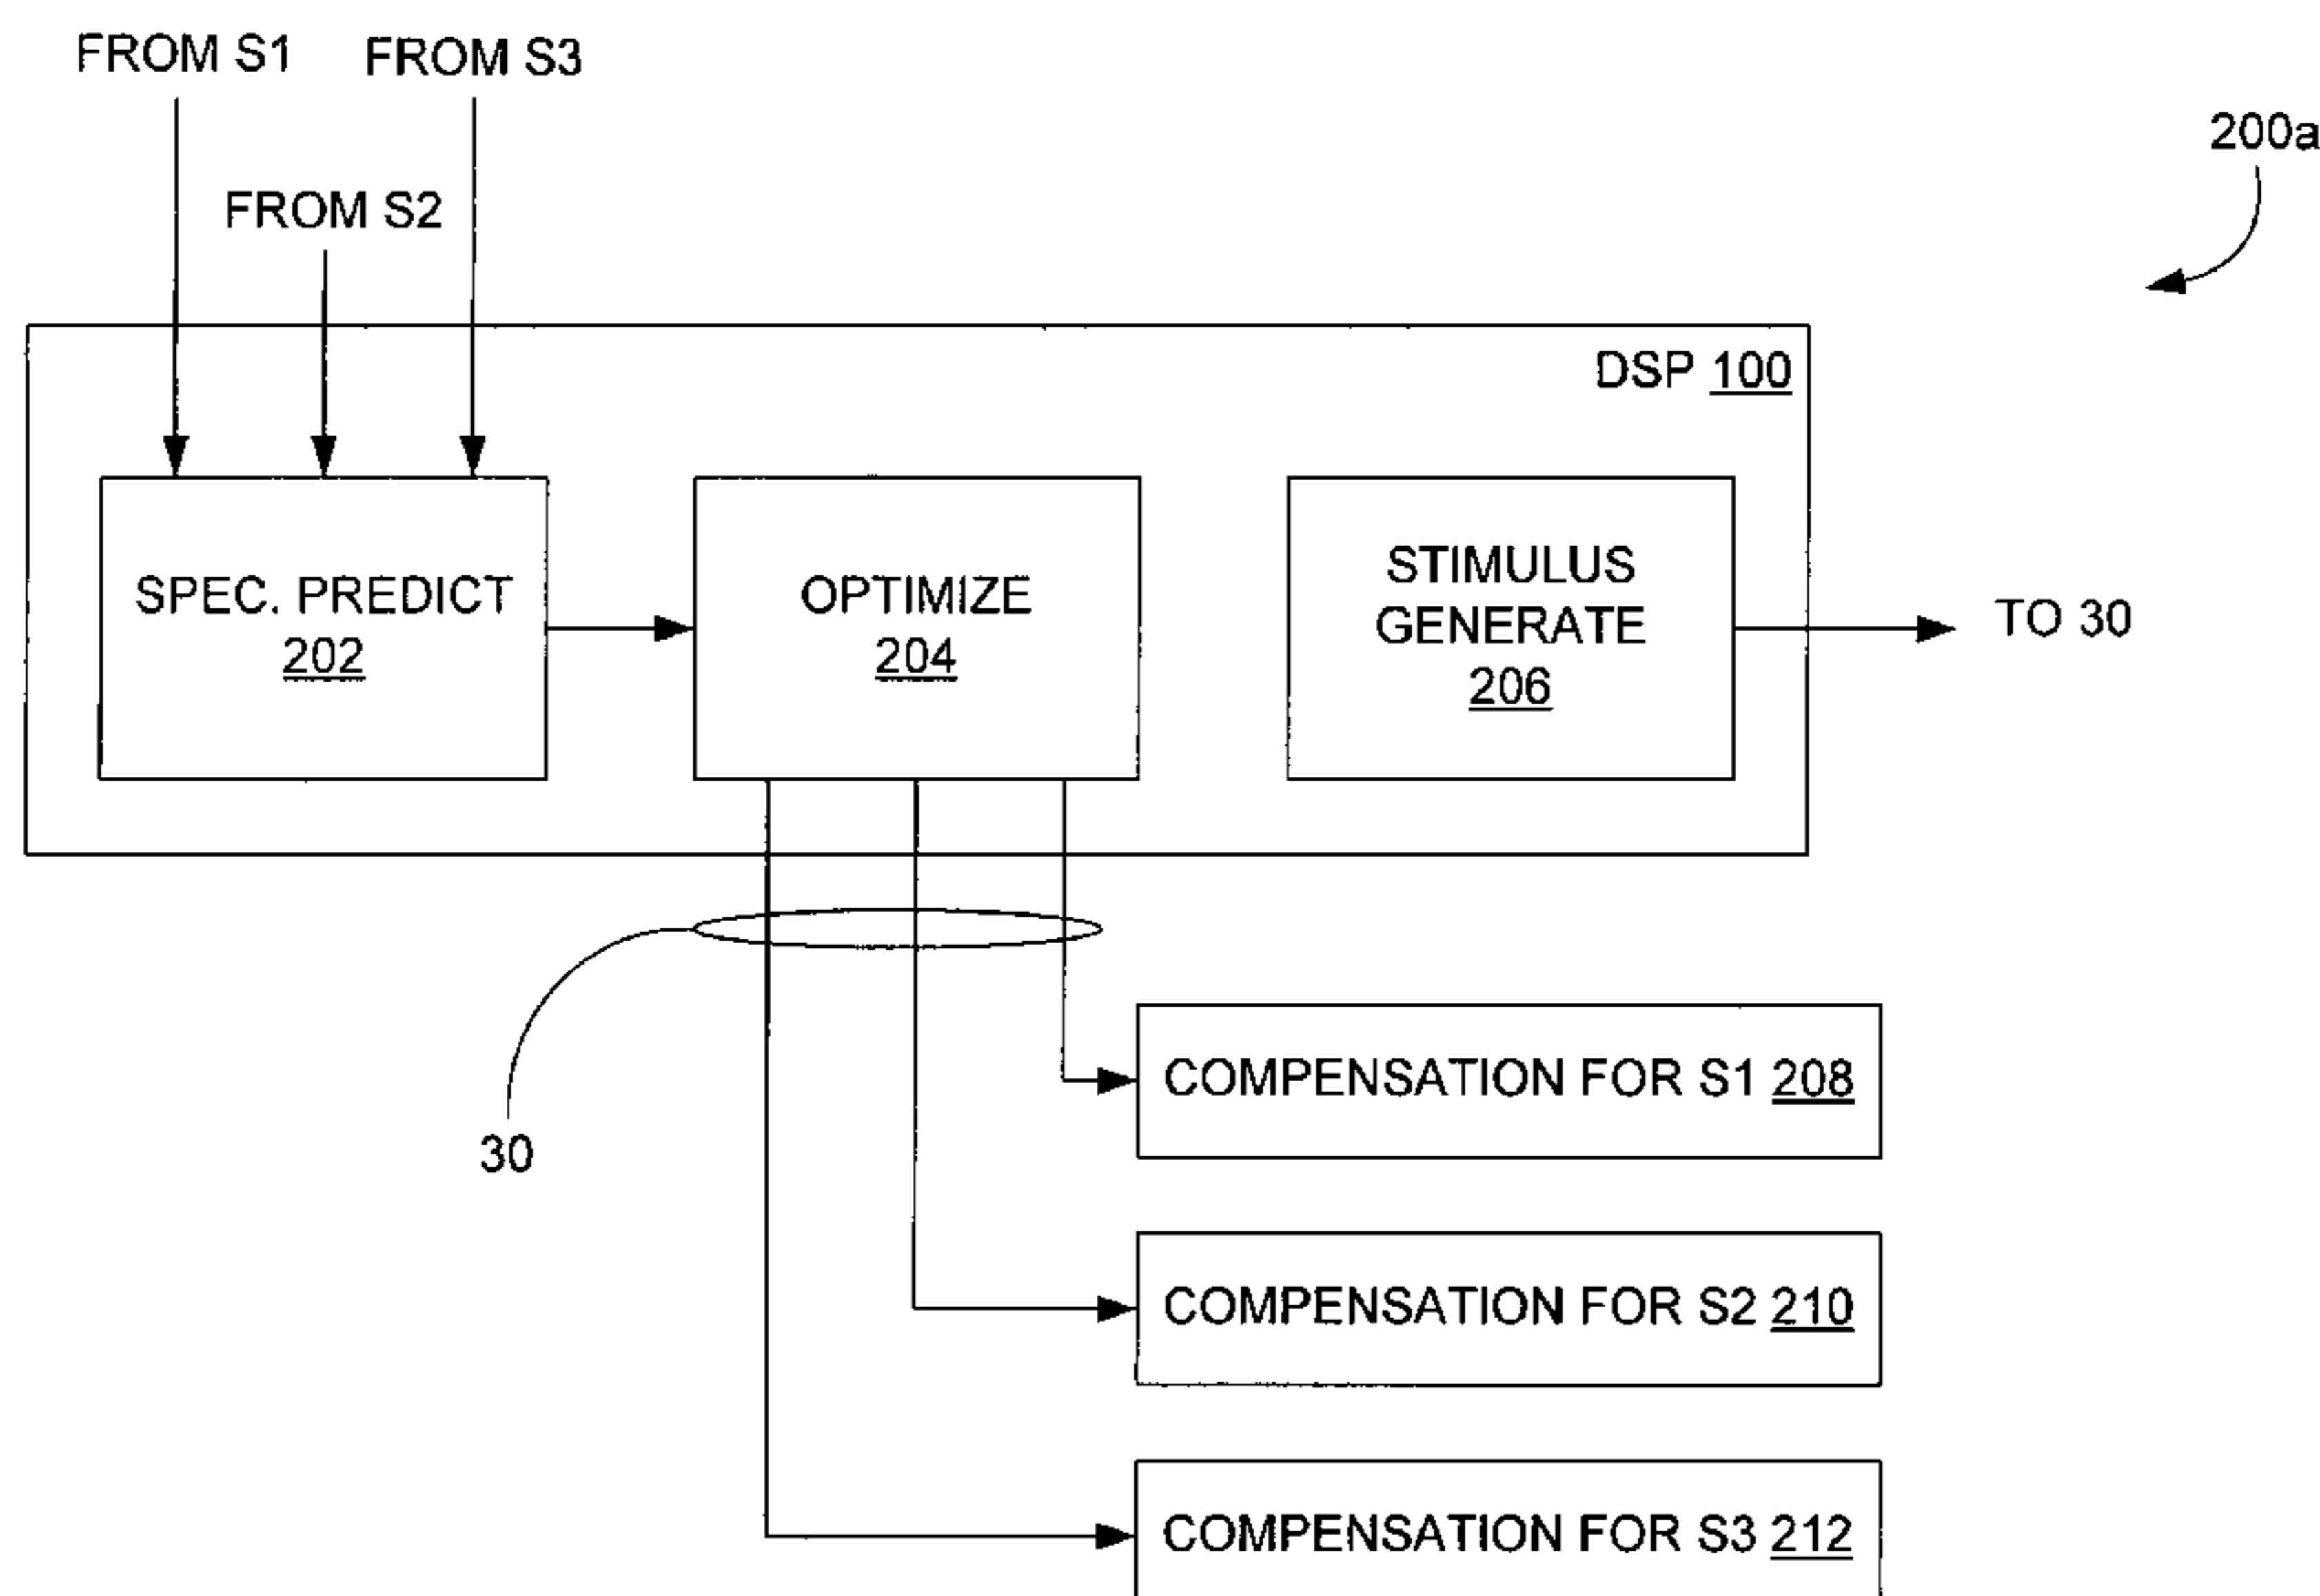 FROM S1
FROM S3
200a
FROM S2
DSP 100
SPEC. PREDICT
202
OPTIMIZE
204
STIMULUS
GENERATE
206
TO 30
30
COMPENSATION FOR S1 208
COMPENSATION FOR S2 210
COMPENSATION FOR S3 212